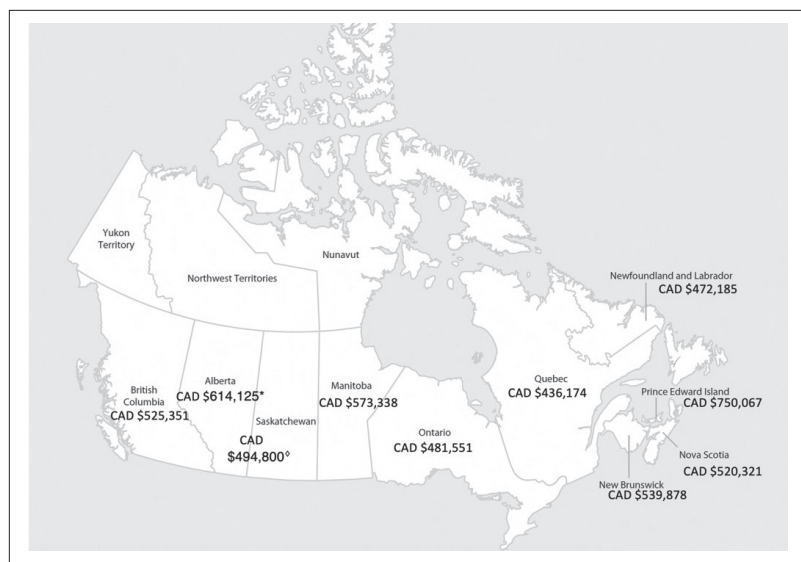 Yukon
Territory
Northwest Territories
Nunavut
Newfoundland and Labrador
CAD $472,185
British
Columbia
CAD $525,351
Alberta
CAD $614,125*
Saskatchewan
CAD
$494,800◊
Manitoba
CAD $573,338
Ontario
CAD $481,551
Quebec
CAD $436,174
Prince Edward Island
CAD $750,067
Nova Scotia
CAD $520,321
New Brunswick
CAD $539,878